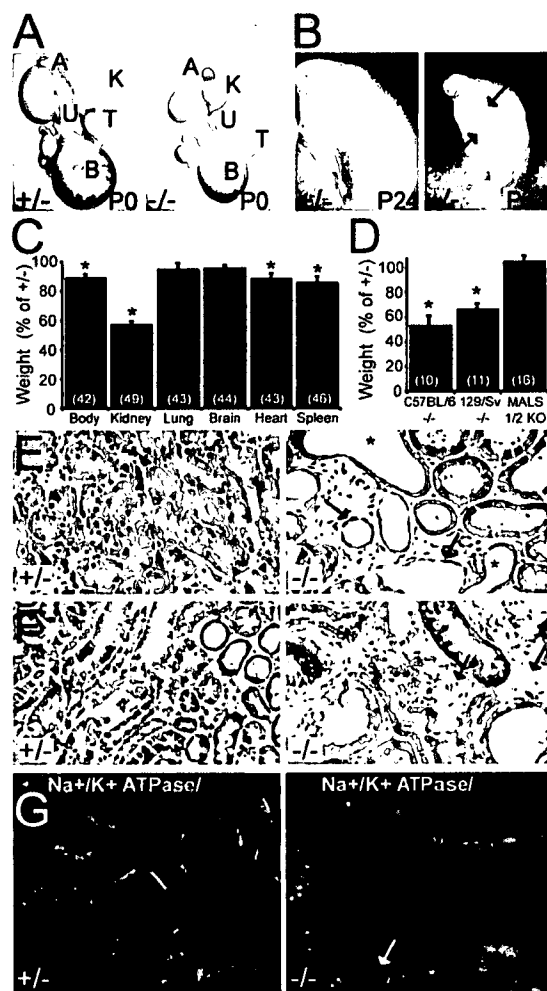 A
A K
U T
B
+/- P0
A
K
U
T
B
-/- P0
B
P24
C
Weight (% of +/-)
100
80
60
40
20
0
*
*
*
*
(42) (49) (43) (44) (43) (46)
Body Kidney Lung Brain Heart Spleen
D
Weight (% of +/-)
100
80
60
40
20
0
*
*
(10) (11) (16)
C57BL/6 129/Sv MALS
-/- -/- 1/2 KO
E
+/-
*
*
-/-
+/-
-/-
G
Na+/K+ ATPase/
+/-
Na+/K+ ATPase/
-/-